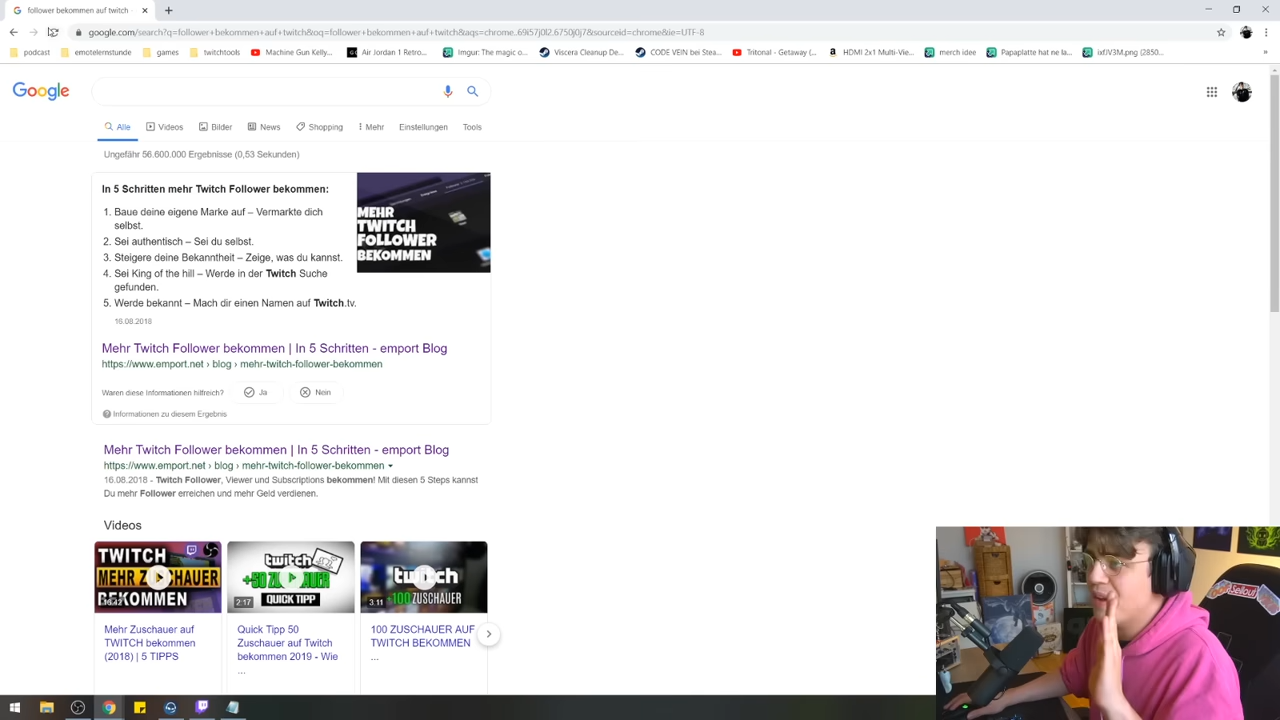 follower bekommen auf twitch
google.com/search?q=follower+bekommen+auf+twitch&oq=follower+bekommen+auf+twitch&aqs=chrome..69i57j0l2.6750j0j7&sourceid=chrome&ie=UTF-8
podcast emotelernstunde games twitchtools Machine Gun Kelly... Air Jordan 1 Retro... Imgur: The magic o... Viscera Cleanup De... CODE VEIN bei Stea... Tritonal - Getaway (... HDMI 2x1 Multi-Vie... merch idee Papaplatte hat ne la... ixfIV3M.png (2850...
Google
Alle Videos Bilder News Shopping Mehr Einstellungen Tools
Ungefähr 56.600.000 Ergebnisse (0,53 Sekunden)
In 5 Schritten mehr Twitch Follower bekommen:
1. Baue deine eigene Marke auf – Vermarkte dich
selbst.
2. Sei authentisch – Sei du selbst.
3. Steigere deine Bekanntheit – Zeige, was du kannst.
4. Sei King of the hill – Werde in der Twitch Suche
gefunden.
5. Werde bekannt – Mach dir einen Namen auf Twitch.tv.
16.08.2018
MEHR
TWITCH
FOLLOWER
BEKOMMEN
Mehr Twitch Follower bekommen | In 5 Schritten - emport Blog
https://www.emport.net › blog › mehr-twitch-follower-bekommen
Waren diese Informationen hilfreich? Ja Nein
Informationen zu diesem Ergebnis
Mehr Twitch Follower bekommen | In 5 Schritten - emport Blog
https://www.emport.net › blog › mehr-twitch-follower-bekommen
16.08.2018 - Twitch Follower, Viewer und Subscriptions bekommen! Mit diesen 5 Steps kannst
Du mehr Follower erreichen und mehr Geld verdienen.
Videos
TWITCH
MEHR ZUSCHAUER
BEKOMMEN
twitch
+50 ZUSCHAUER
QUICK TIPP
2:17
twitch
100 ZUSCHAUER
3:11
Mehr Zuschauer auf
TWITCH bekommen
(2018) | 5 TIPPS
Quick Tipp 50
Zuschauer auf Twitch
bekommen 2019 - Wie
...
100 ZUSCHAUER AUF
TWITCH BEKOMMEN
...
Sellout